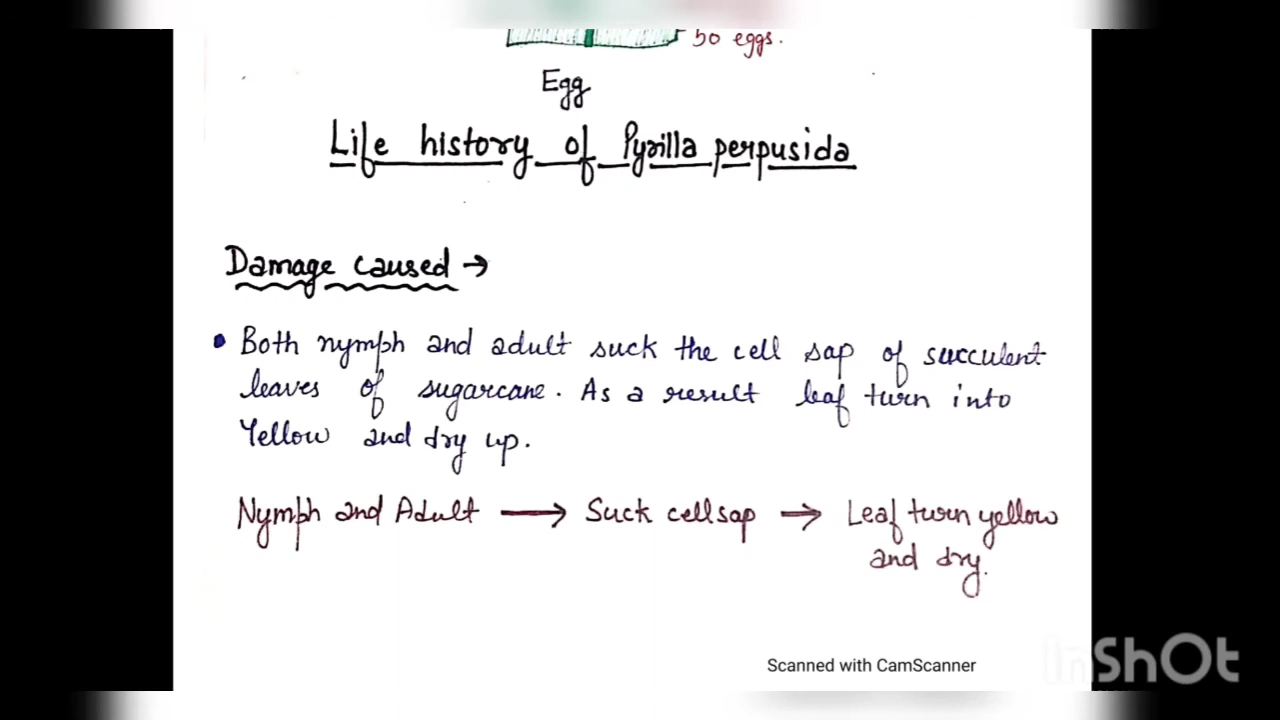 50 eggs.
Egg
Life history of Pyrilla perpusida
Damage caused →
• Both nymph and adult suck the cell sap of succulent
leaves of sugarcane. As a result leaf turn into
Yellow and dry up.
Nymph and Adult → Suck cellsap → Leaf turn yellow
and dry.
Scanned with CamScanner
InShOt